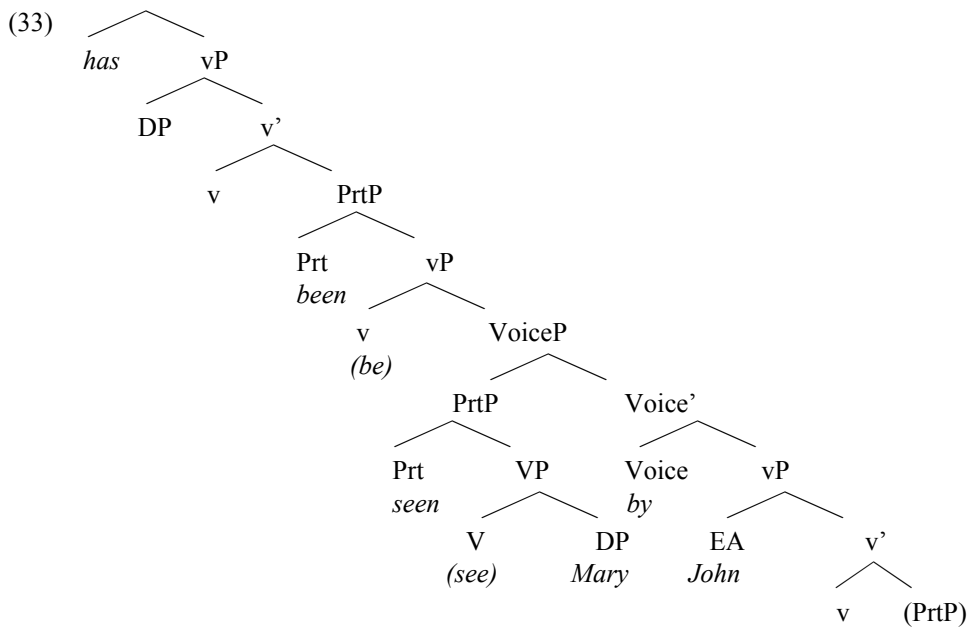 (33)
has vP
DP v’
v PrtP
Prt vP
been
v VoiceP
(be)
PrtP Voice’
Prt VP Voice vP
seen by
V DP EA v’
(see) Mary John
v (PrtP)